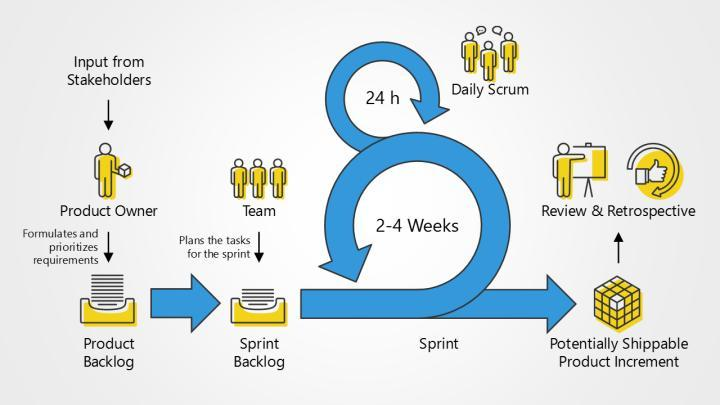 Input from
Stakeholders
Product Owner
Formulates and
prioritizes
requirements
Product
Backlog
Team
Plans the tasks
for the sprint
Sprint
Backlog
24 h
Daily Scrum
2-4 Weeks
Sprint
Review & Retrospective
Potentially Shippable
Product Increment